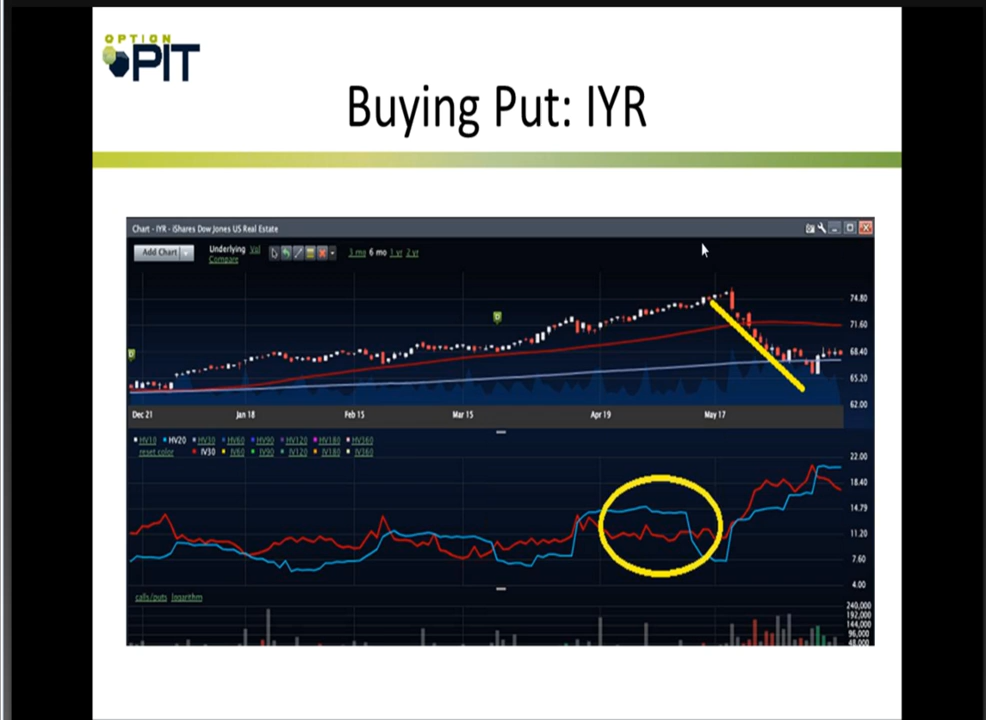 OPTION
PIT
Buying Put: IYR
Chart - IYR - iShares Dow Jones US Real Estate
Add Chart Underlying Vol 3 mo 6 mo 1 yr 2 yr
Compare
D
D
74.80
71.60
68.40
65.20
62.00
Dec 21 Jan 18 Feb 15 Mar 15 Apr 19 May 17
HV10 HV20 HV30 HV60 HV90 HV120 HV180 HV360
reset color IV30 IV60 IV90 IV120 IV180 IV360
22.00
18.40
14.79
11.20
7.60
4.00
calls/puts logarithm
240,000
192,000
144,000
96,000
48,000